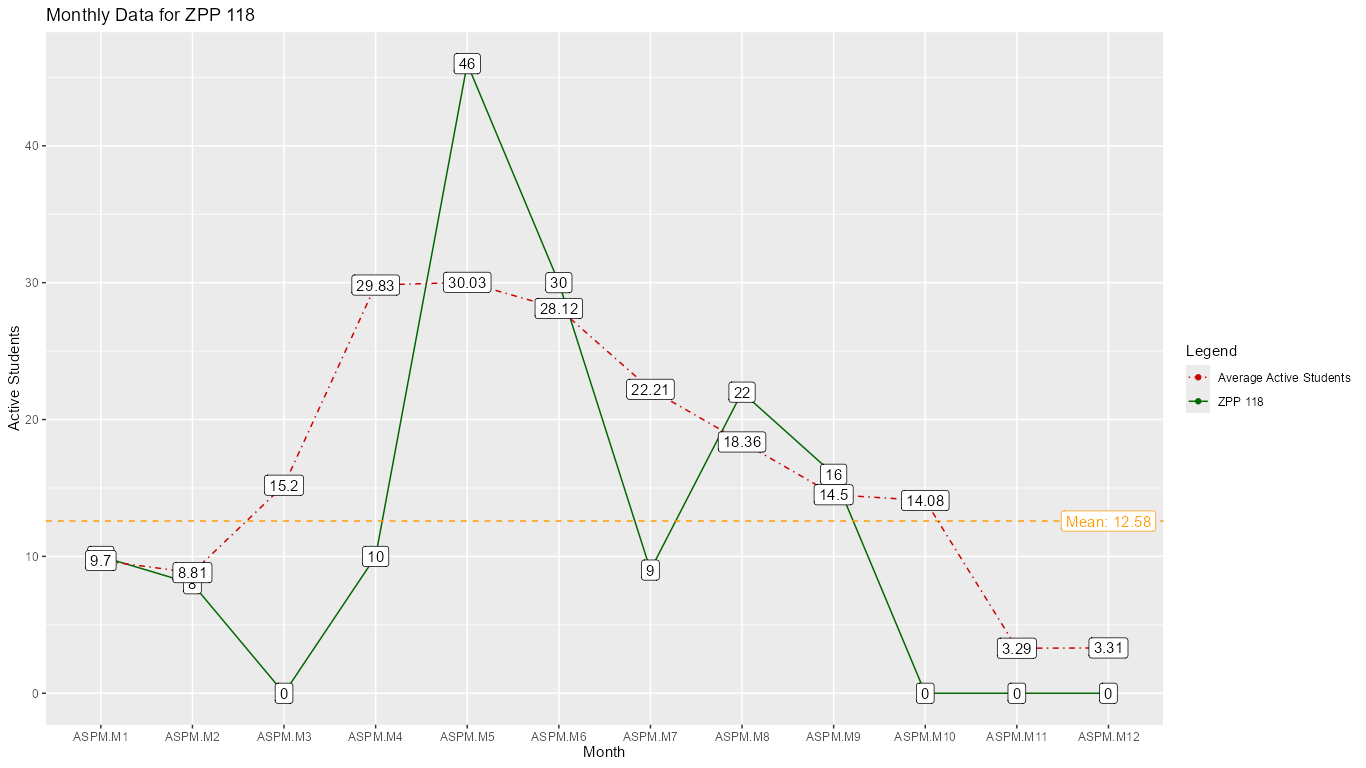 Monthly Data for ZPP 118
Active Students
40
30
20
10
0
46
30
29.83
30.03
28.12
22.21
22
18.36
15.2
16
14.5
14.08
Mean: 12.58
9.7
8.81
8
10
9
3.29
3.31
0
0
0
0
ASPM.M1
ASPM.M2
ASPM.M3
ASPM.M4
ASPM.M5
ASPM.M6
ASPM.M7
ASPM.M8
ASPM.M9
ASPM.M10
ASPM.M11
ASPM.M12
Month
Legend
Average Active Students
ZPP 118